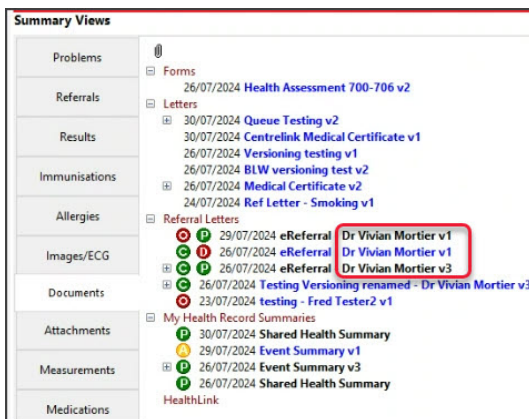 Summary Views
Problems
Referrals
Results
Immunisations
Allergies
Images/ECG
Documents
Attachments
Measurements
Medications
Forms
26/07/2024 Health Assessment 700-706 v2
Letters
30/07/2024 Queue Testing v2
30/07/2024 Centrelink Medical Certificate v1
26/07/2024 Versioning testing v1
26/07/2024 BLW versioning test v2
26/07/2024 Medical Certificate v2
24/07/2024 Ref Letter - Smoking v1
Referral Letters
O P 29/07/2024 eReferral Dr Vivian Mortier v1
C D 26/07/2024 eReferral Dr Vivian Mortier v1
C P 26/07/2024 eReferral Dr Vivian Mortier v3
C 26/07/2024 Testing Versioning renamed - Dr Vivian Mortier v3
O 23/07/2024 testing - Fred Tester2 v1
My Health Record Summaries
P 30/07/2024 Shared Health Summary
A 29/07/2024 Event Summary v1
P 26/07/2024 Event Summary v3
P 26/07/2024 Shared Health Summary
HealthLink